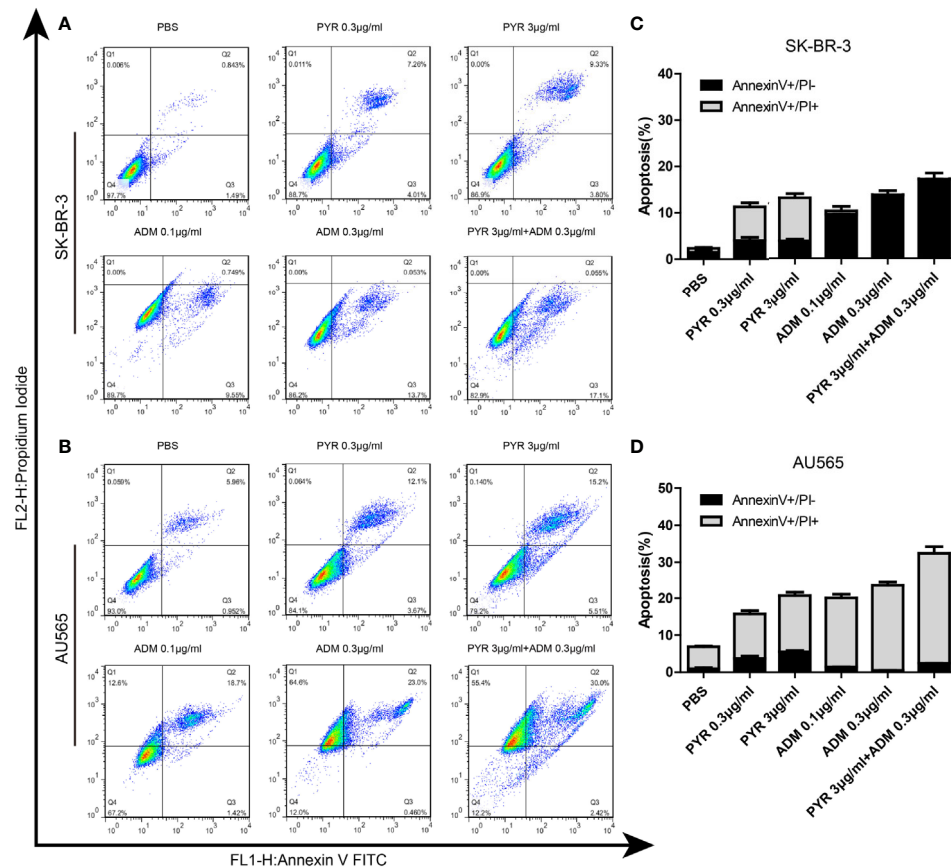 A
PBS
PYR 0.3µg/ml
PYR 3µg/ml
Q1
0.006%
Q2
0.843%
Q4
97.7%
Q3
1.49%
Q1
0.011%
Q2
7.26%
Q4
88.7%
Q3
4.01%
Q1
0.00%
Q2
9.33%
Q4
86.9%
Q3
3.80%
ADM 0.1µg/ml
ADM 0.3µg/ml
PYR 3µg/ml+ADM 0.3µg/ml
Q1
0.00%
Q2
0.749%
Q4
89.7%
Q3
9.55%
Q1
0.00%
Q2
0.053%
Q4
86.2%
Q3
13.7%
Q1
0.00%
Q2
0.055%
Q4
82.9%
Q3
17.1%
SK-BR-3
B
PBS
PYR 0.3µg/ml
PYR 3µg/ml
Q1
0.059%
Q2
5.96%
Q4
93.0%
Q3
0.952%
Q1
0.064%
Q2
12.1%
Q4
84.1%
Q3
3.67%
Q1
0.140%
Q2
15.2%
Q4
79.2%
Q3
5.51%
ADM 0.1µg/ml
ADM 0.3µg/ml
PYR 3µg/ml+ADM 0.3µg/ml
Q1
12.6%
Q2
18.7%
Q4
67.2%
Q3
1.42%
Q1
64.6%
Q2
23.0%
Q4
12.0%
Q3
0.460%
Q1
55.4%
Q2
30.0%
Q4
12.2%
Q3
2.42%
AU565
FL2-H:Propidium Iodide
FL1-H:Annexin V FITC
C
SK-BR-3
AnnexinV+/PI-
AnnexinV+/PI+
Apoptosis(%)
40
30
20
10
0
PBS
PYR 0.3µg/ml
PYR 3µg/ml
ADM 0.1µg/ml
ADM 0.3µg/ml
PYR 3µg/ml+ADM 0.3µg/ml
D
AU565
AnnexinV+/PI-
AnnexinV+/PI+
Apoptosis(%)
50
40
30
20
10
0
PBS
PYR 0.3µg/ml
PYR 3µg/ml
ADM 0.1µg/ml
ADM 0.3µg/ml
PYR 3µg/ml+ADM 0.3µg/ml